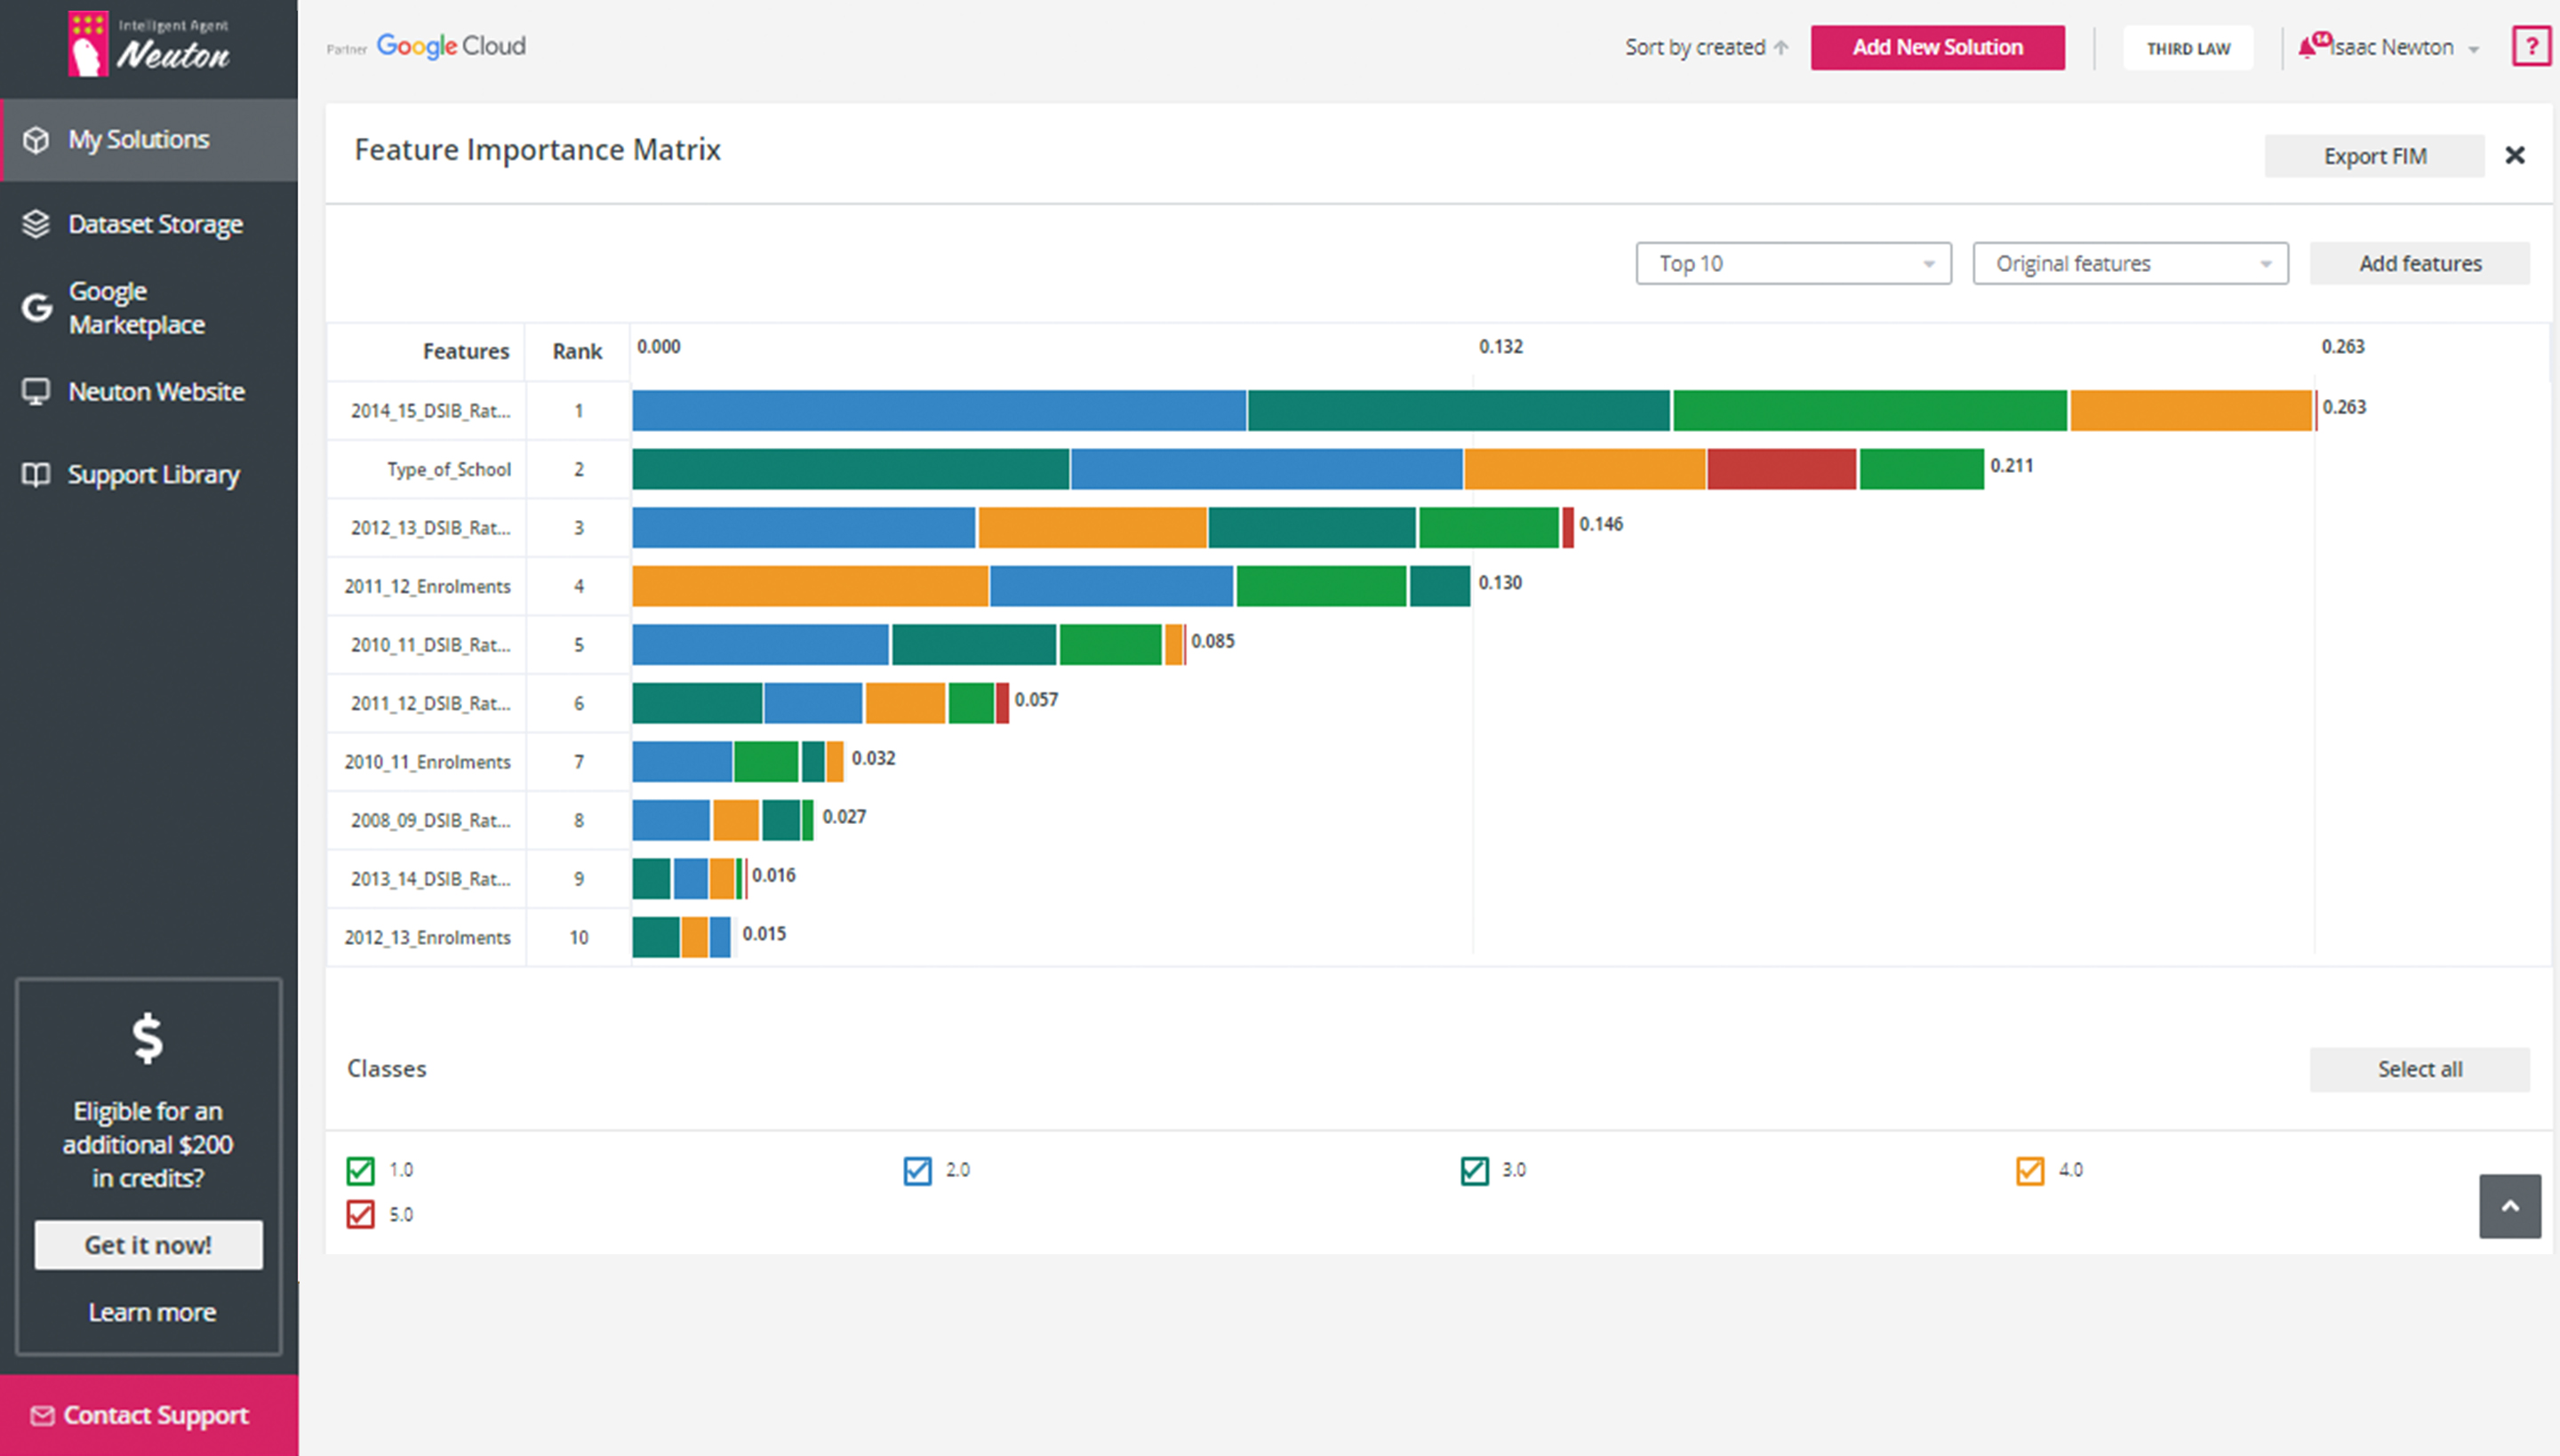 Intelligent Agent
Neuton
My Solutions
Dataset Storage
Google
Marketplace
Neuton Website
Support Library
$
Eligible for an
additional $200
in credits?
Get it now!
Learn more
Contact Support
Partner Google Cloud
Sort by created
Add New Solution
THIRD LAW
14
Isaac Newton
?
Feature Importance Matrix
Export FIM
Top 10
Original features
Add features
Features Rank 0.000 0.132 0.263
2014_15_DSIB_Rat... 1 0.263
Type_of_School 2 0.211
2012_13_DSIB_Rat... 3 0.146
2011_12_Enrolments 4 0.130
2010_11_DSIB_Rat... 5 0.085
2011_12_DSIB_Rat... 6 0.057
2010_11_Enrolments 7 0.032
2008_09_DSIB_Rat... 8 0.027
2013_14_DSIB_Rat... 9 0.016
2012_13_Enrolments 10 0.015
Classes
Select all
1.0 2.0 3.0 4.0
5.0